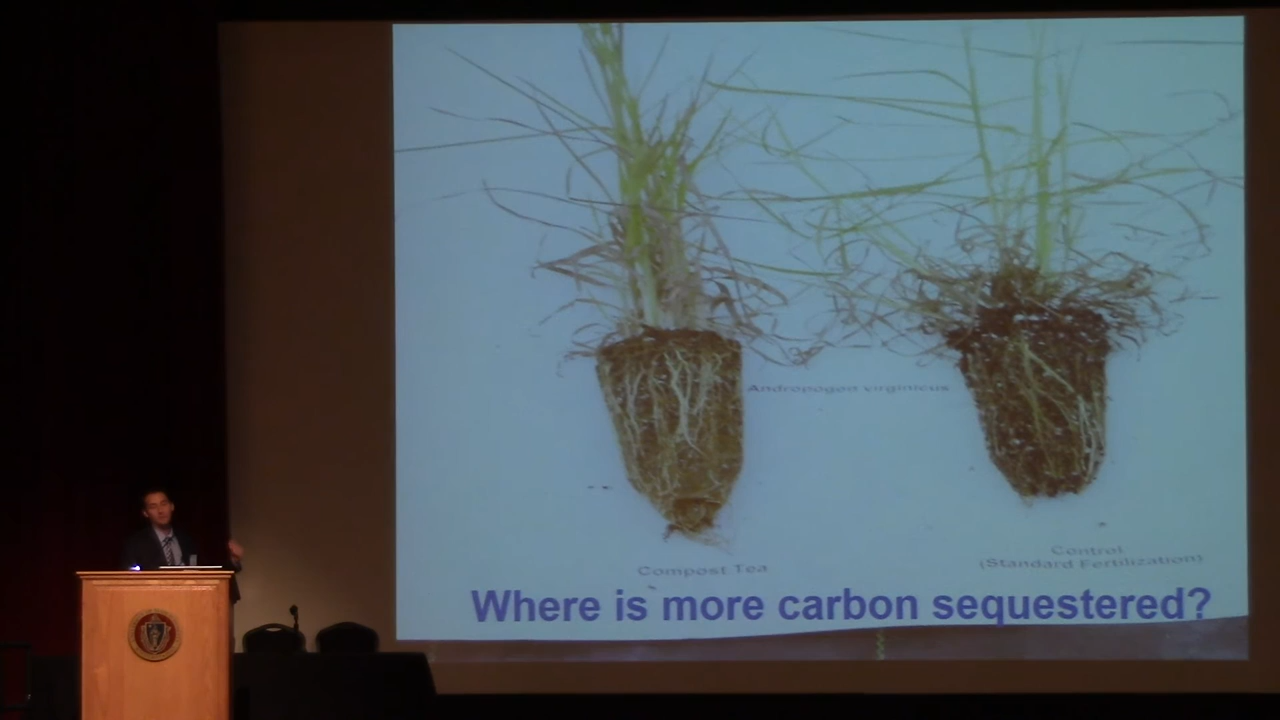 Andropogon virginicus
Compost Tea
Control
(Standard Fertilization)
Where is more carbon sequestered?